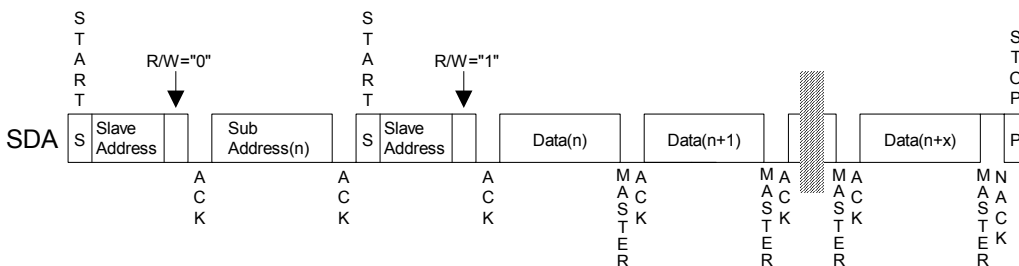 START
START
STOP
R/W="0"
R/W="1"
SDA
S
Slave
Address
Sub
Address(n)
S
Slave
Address
Data(n)
Data(n+1)
Data(n+x)
P
ACK
ACK
ACK
MASTER
ACK
MASTER
ACK
MASTER
ACK
MASTER
NACK